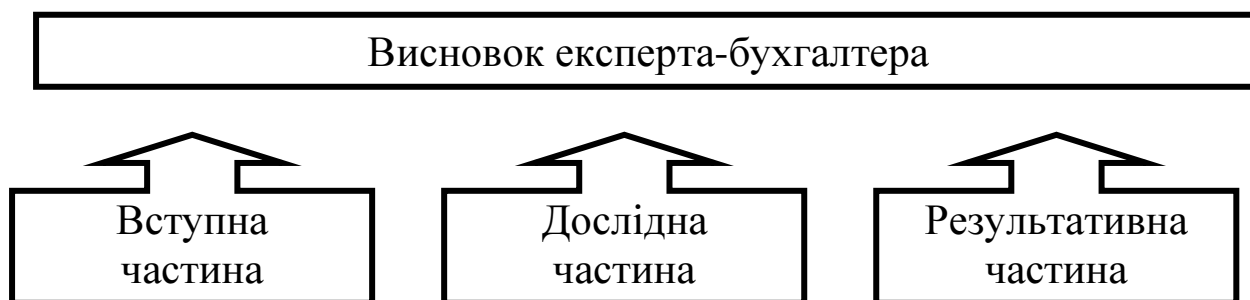 Висновок експерта-бухгалтера
Вступна
частина
Дослідна
частина
Результативна
частина